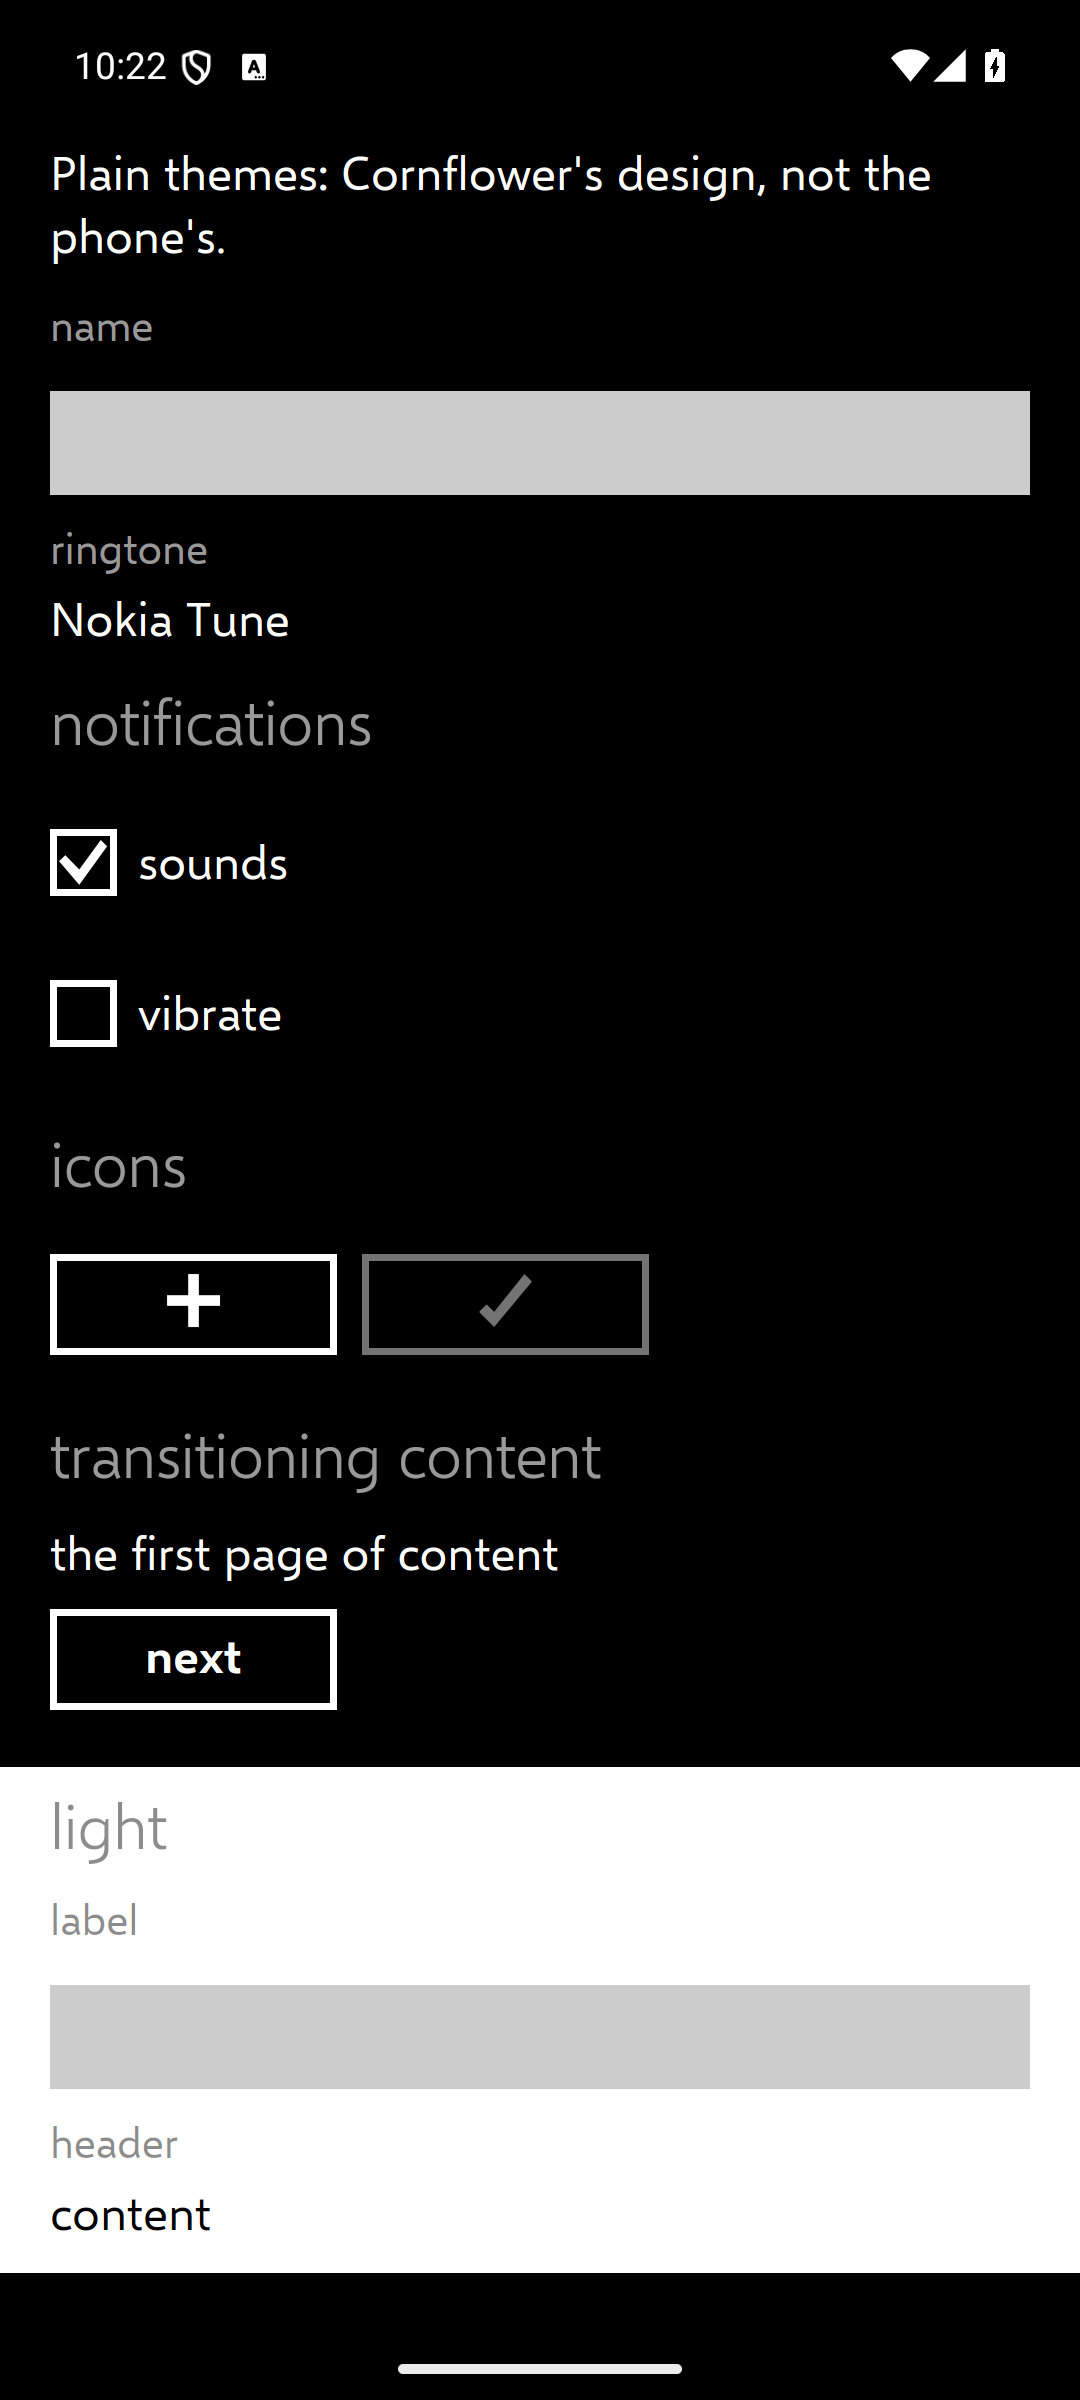 10:22
Plain themes: Cornflower's design, not the
phone's.
name
ringtone
Nokia Tune
notifications
sounds
vibrate
icons
transitioning content
the first page of content
next
light
label
header
content